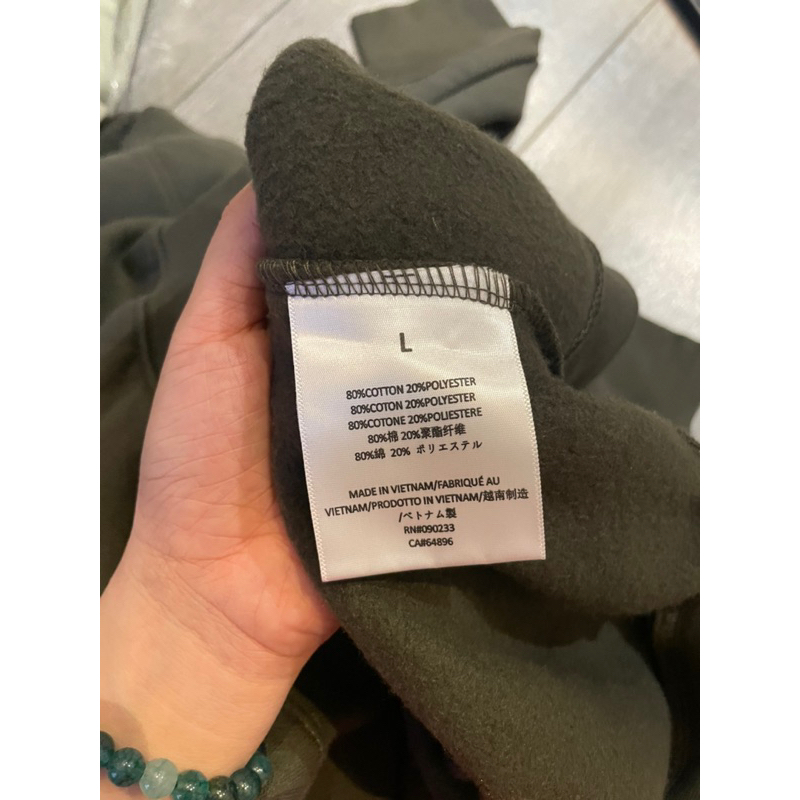 L
80%COTTON 20%POLYESTER
80%COTON 20%POLYESTER
80%COTONE 20%POLIESTERE
80%棉 20%聚酯纤维
80%綿 20% ポリエステル
MADE IN VIETNAM/FABRIQUÉ AU
VIETNAM/PRODOTTO IN VIETNAM/越南制造
/ベトナム製
RN#090233
CA#64896